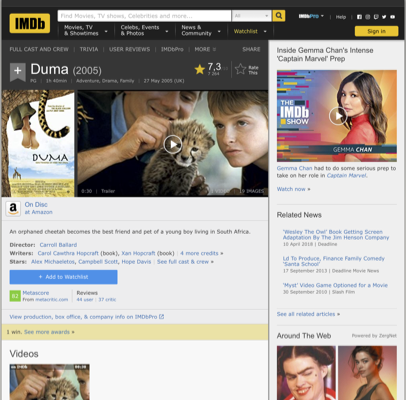 IMDb
Find Movies, TV shows, Celebrities and more...
All
IMDbPro
Help
Movies, TV
& Showtimes
Celebs, Events
& Photos
News &
Community
Watchlist
Sign in
FULL CAST AND CREW | TRIVIA | USER REVIEWS | IMDbPro | MORE
SHARE
Duma (2005)
PG | 1h 40min | Adventure, Drama, Family | 27 May 2005 (UK)
7,3
Rate
This
DUMA
0:30 | Trailer
IMAGES
On Disc
at Amazon
An orphaned cheetah becomes the best friend and pet of a young boy living in South Africa.
Director: Carroll Ballard
Writers: Carol Cawthra Hopcraft (book), Xan Hopcraft (book) | 4 more credits »
Stars: Alex Michaeletos, Campbell Scott, Hope Davis | See full cast & crew »
+ Add to Watchlist
82
Metascore
From metacritic.com
Reviews
44 user | 37 critic
View production, box office, & company info on IMDbPro
1 win. See more awards »
Videos
Inside Gemma Chan's Intense
'Captain Marvel' Prep
THE
IMDb
SHOW
GEMMA CHAN
Gemma Chan had to do some serious prep to
take on her role in Captain Marvel.
Watch now »
Related News
'Wesley The Owl' Book Getting Screen
Adaptation By The Jim Henson Company
10 April 2018 | Deadline
Ld To Produce, Finance Family Comedy
'Santa School'
17 September 2013 | Deadline Movie News
'Myst' Video Game Optioned for a Movie
30 September 2010 | Slash Film
See all related articles »
Around The Web
Powered by ZergNet